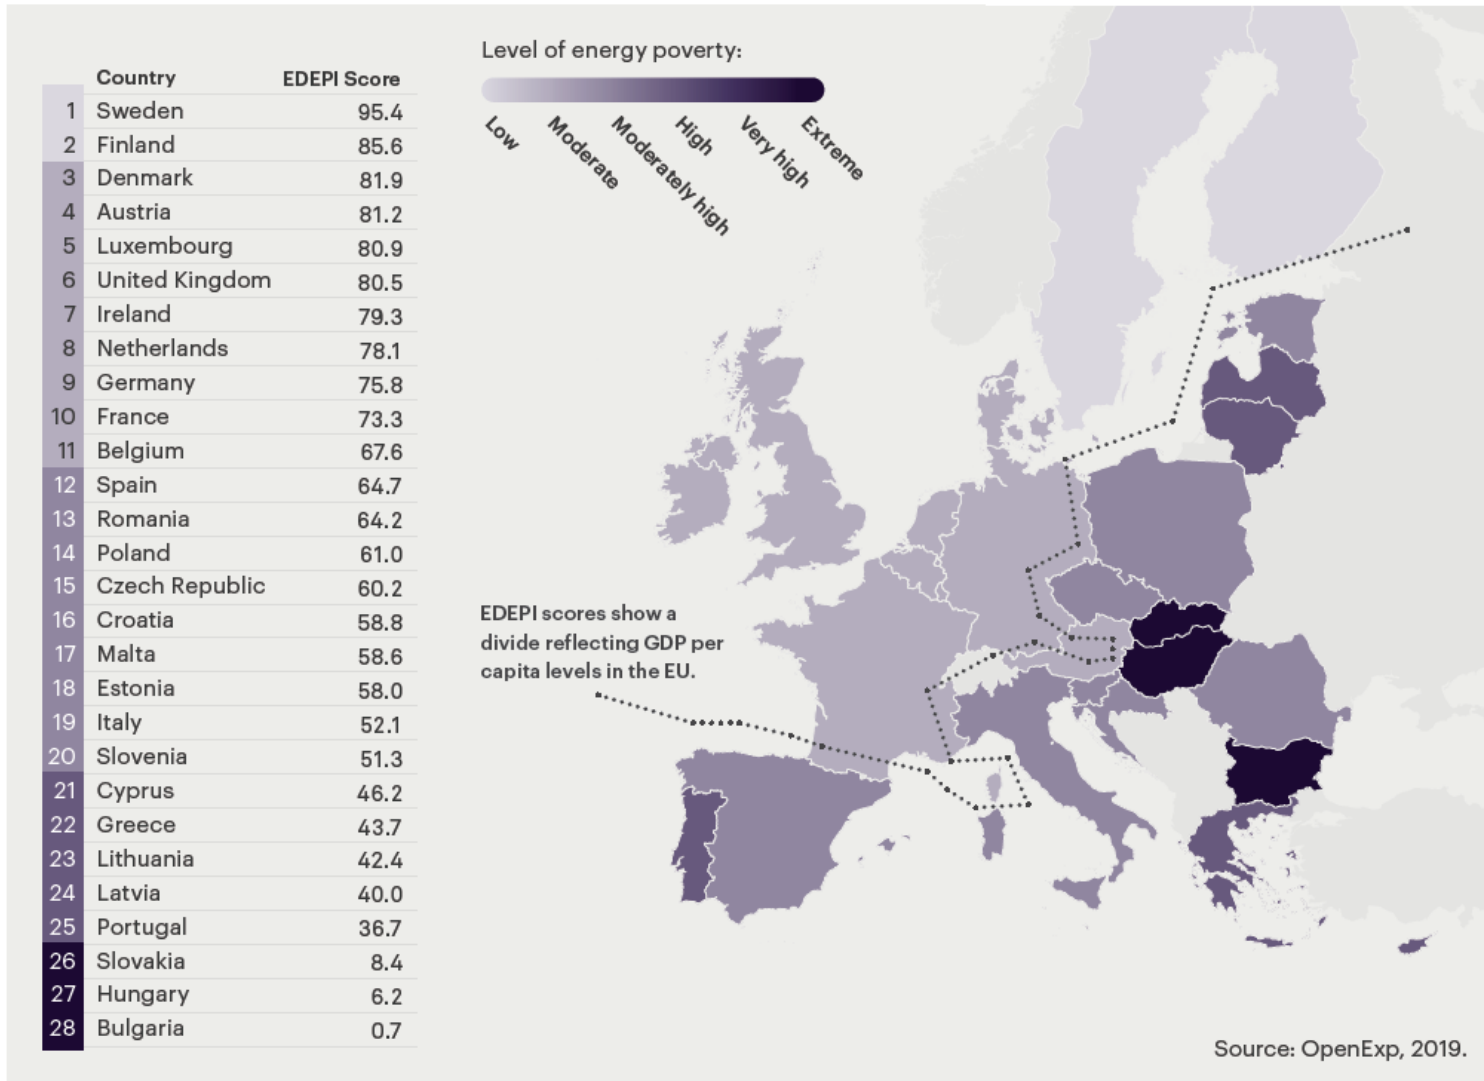 Country EDEPI Score
1 Sweden 95.4
2 Finland 85.6
3 Denmark 81.9
4 Austria 81.2
5 Luxembourg 80.9
6 United Kingdom 80.5
7 Ireland 79.3
8 Netherlands 78.1
9 Germany 75.8
10 France 73.3
11 Belgium 67.6
12 Spain 64.7
13 Romania 64.2
14 Poland 61.0
15 Czech Republic 60.2
16 Croatia 58.8
17 Malta 58.6
18 Estonia 58.0
19 Italy 52.1
20 Slovenia 51.3
21 Cyprus 46.2
22 Greece 43.7
23 Lithuania 42.4
24 Latvia 40.0
25 Portugal 36.7
26 Slovakia 8.4
27 Hungary 6.2
28 Bulgaria 0.7
Level of energy poverty:
Low
Moderate
Moderately high
High
Very high
Extreme
EDEPI scores show a
divide reflecting GDP per
capita levels in the EU.
Source: OpenExp, 2019.